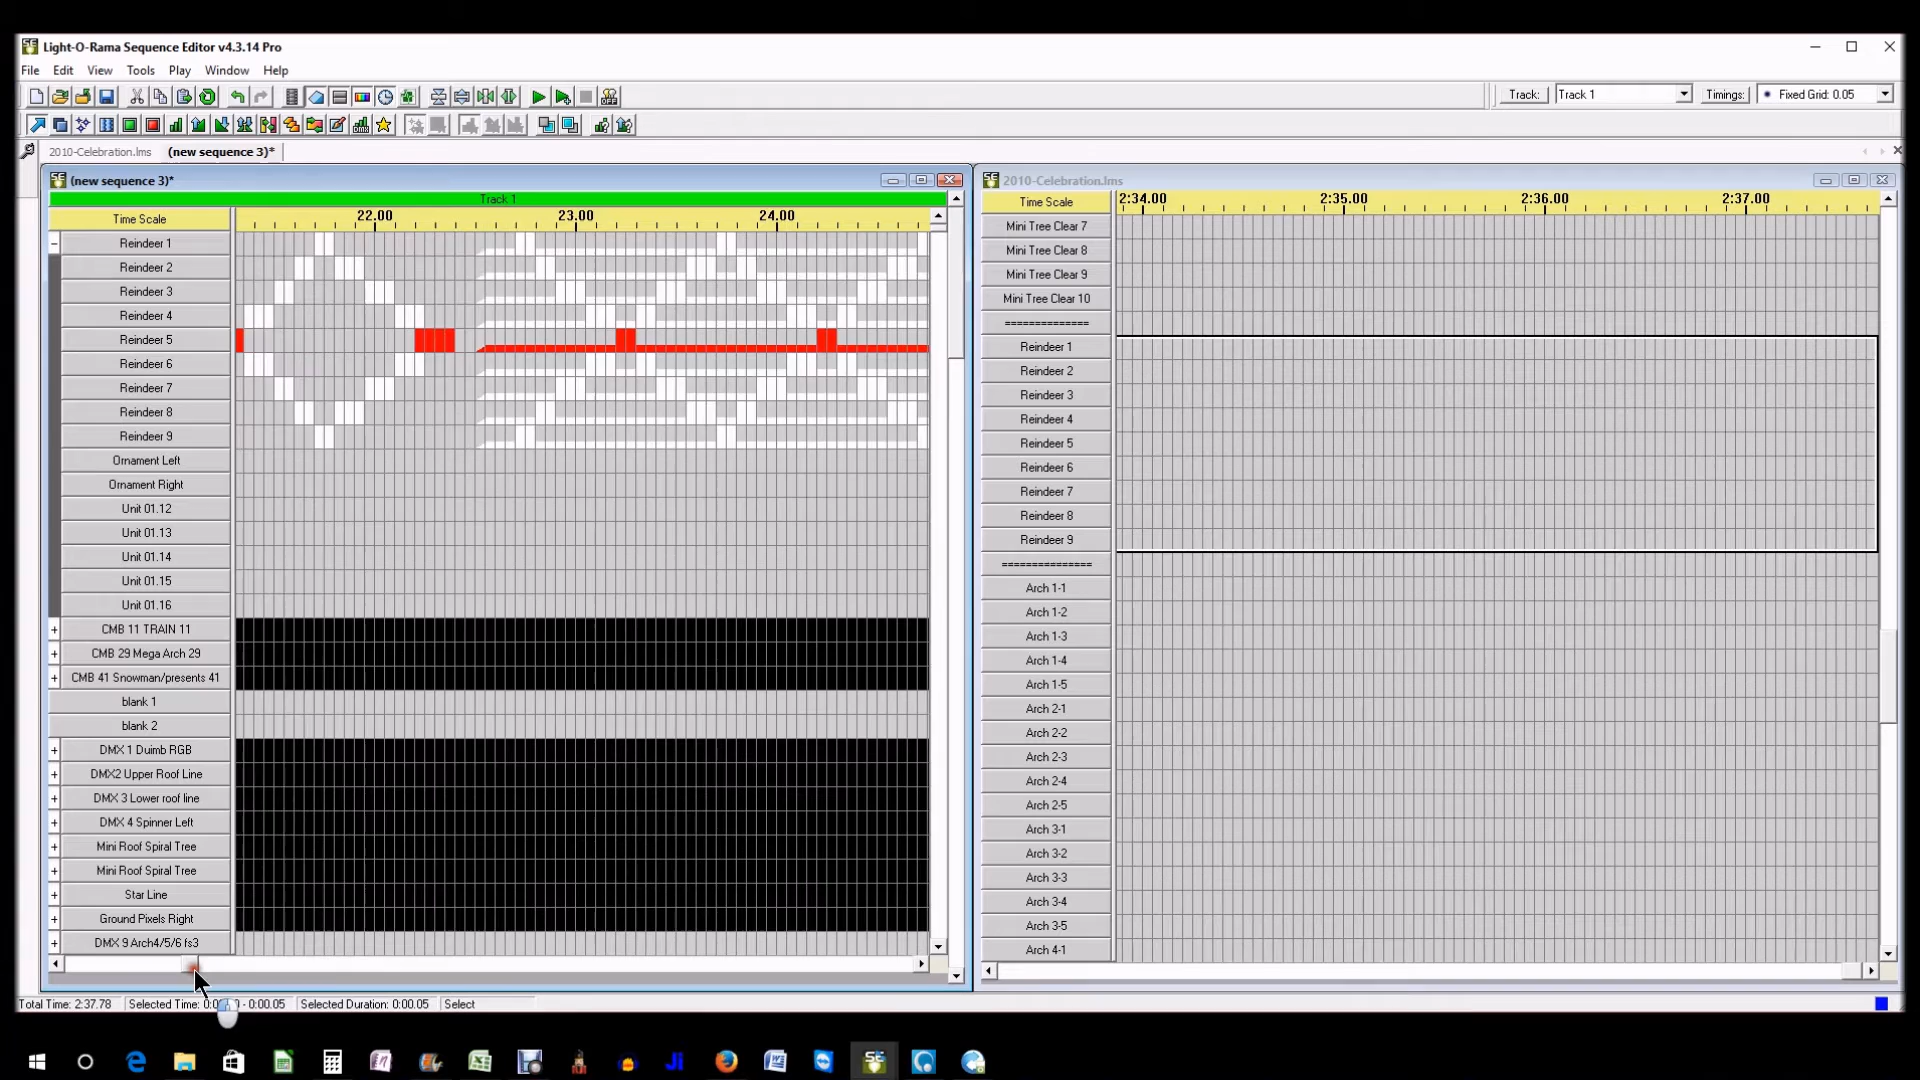 Light-O-Rama Sequence Editor v4.3.14 Pro
File Edit View Tools Play Window Help
Track: Track 1 Timings: Fixed Grid: 0.05
2010-Celebration.lms (new sequence 3)*
(new sequence 3)*
Track 1
Time Scale 22.00 23.00 24.00
Reindeer 1
Reindeer 2
Reindeer 3
Reindeer 4
Reindeer 5
Reindeer 6
Reindeer 7
Reindeer 8
Reindeer 9
Ornament Left
Ornament Right
Unit 01.12
Unit 01.13
Unit 01.14
Unit 01.15
Unit 01.16
CMB 11 TRAIN 11
CMB 29 Mega Arch 29
CMB 41 Snowman/presents 41
blank 1
blank 2
DMX 1 Duimb RGB
DMX2 Upper Roof Line
DMX 3 Lower roof line
DMX 4 Spinner Left
Mini Roof Spiral Tree
Mini Roof Spiral Tree
Star Line
Ground Pixels Right
DMX 9 Arch4/5/6 fs3
2010-Celebration.lms
Time Scale 2:34.00 2:35.00 2:36.00 2:37.00
Mini Tree Clear 7
Mini Tree Clear 8
Mini Tree Clear 9
Mini Tree Clear 10
==============
Reindeer 1
Reindeer 2
Reindeer 3
Reindeer 4
Reindeer 5
Reindeer 6
Reindeer 7
Reindeer 8
Reindeer 9
===============
Arch 1-1
Arch 1-2
Arch 1-3
Arch 1-4
Arch 1-5
Arch 2-1
Arch 2-2
Arch 2-3
Arch 2-4
Arch 2-5
Arch 3-1
Arch 3-2
Arch 3-3
Arch 3-4
Arch 3-5
Arch 4-1
Total Time: 2:37.78 Selected Time: - 0:00.05 Selected Duration: 0:00.05 Select